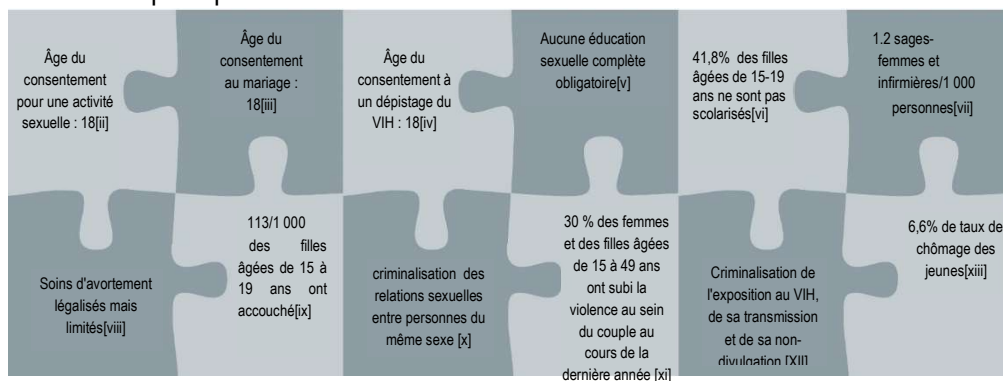 Âge du
consentement
pour une activité
sexuelle : 18[ii]
Âge du
consentement
au mariage :
18[iii]
Âge du
consentement à
un dépistage du
VIH : 18[iv]
Aucune éducation
sexuelle complète
obligatoire[v]
41,8% des filles
âgées de 15-19
ans ne sont pas
scolarisés[vi]
1.2 sages-
femmes et
infirmières/1 000
personnes[vii]
Soins d'avortement
légalisés mais
limités[viii]
113/1 000
des filles
âgées de 15 à
19 ans ont
accouché[ix]
criminalisation des
relations sexuelles
entre personnes du
même sexe [x]
30 % des femmes
et des filles âgées
de 15 à 49 ans
ont subi la
violence au sein
du couple au
cours de la
dernière année [xi]
Criminalisation de
l'exposition au VIH,
de sa transmission
et de sa non-
divulgation [XII]
6,6% de taux de
chômage des
jeunes[xiii]